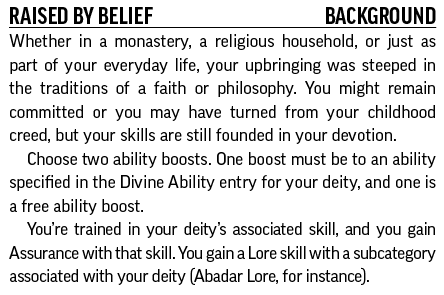 RAISED BY BELIEF BACKGROUND
Whether in a monastery, a religious household, or just as
part of your everyday life, your upbringing was steeped in
the traditions of a faith or philosophy. You might remain
committed or you may have turned from your childhood
creed, but your skills are still founded in your devotion.
Choose two ability boosts. One boost must be to an ability
specified in the Divine Ability entry for your deity, and one is
a free ability boost.
You’re trained in your deity’s associated skill, and you gain
Assurance with that skill. You gain a Lore skill with a subcategory
associated with your deity (Abadar Lore, for instance).